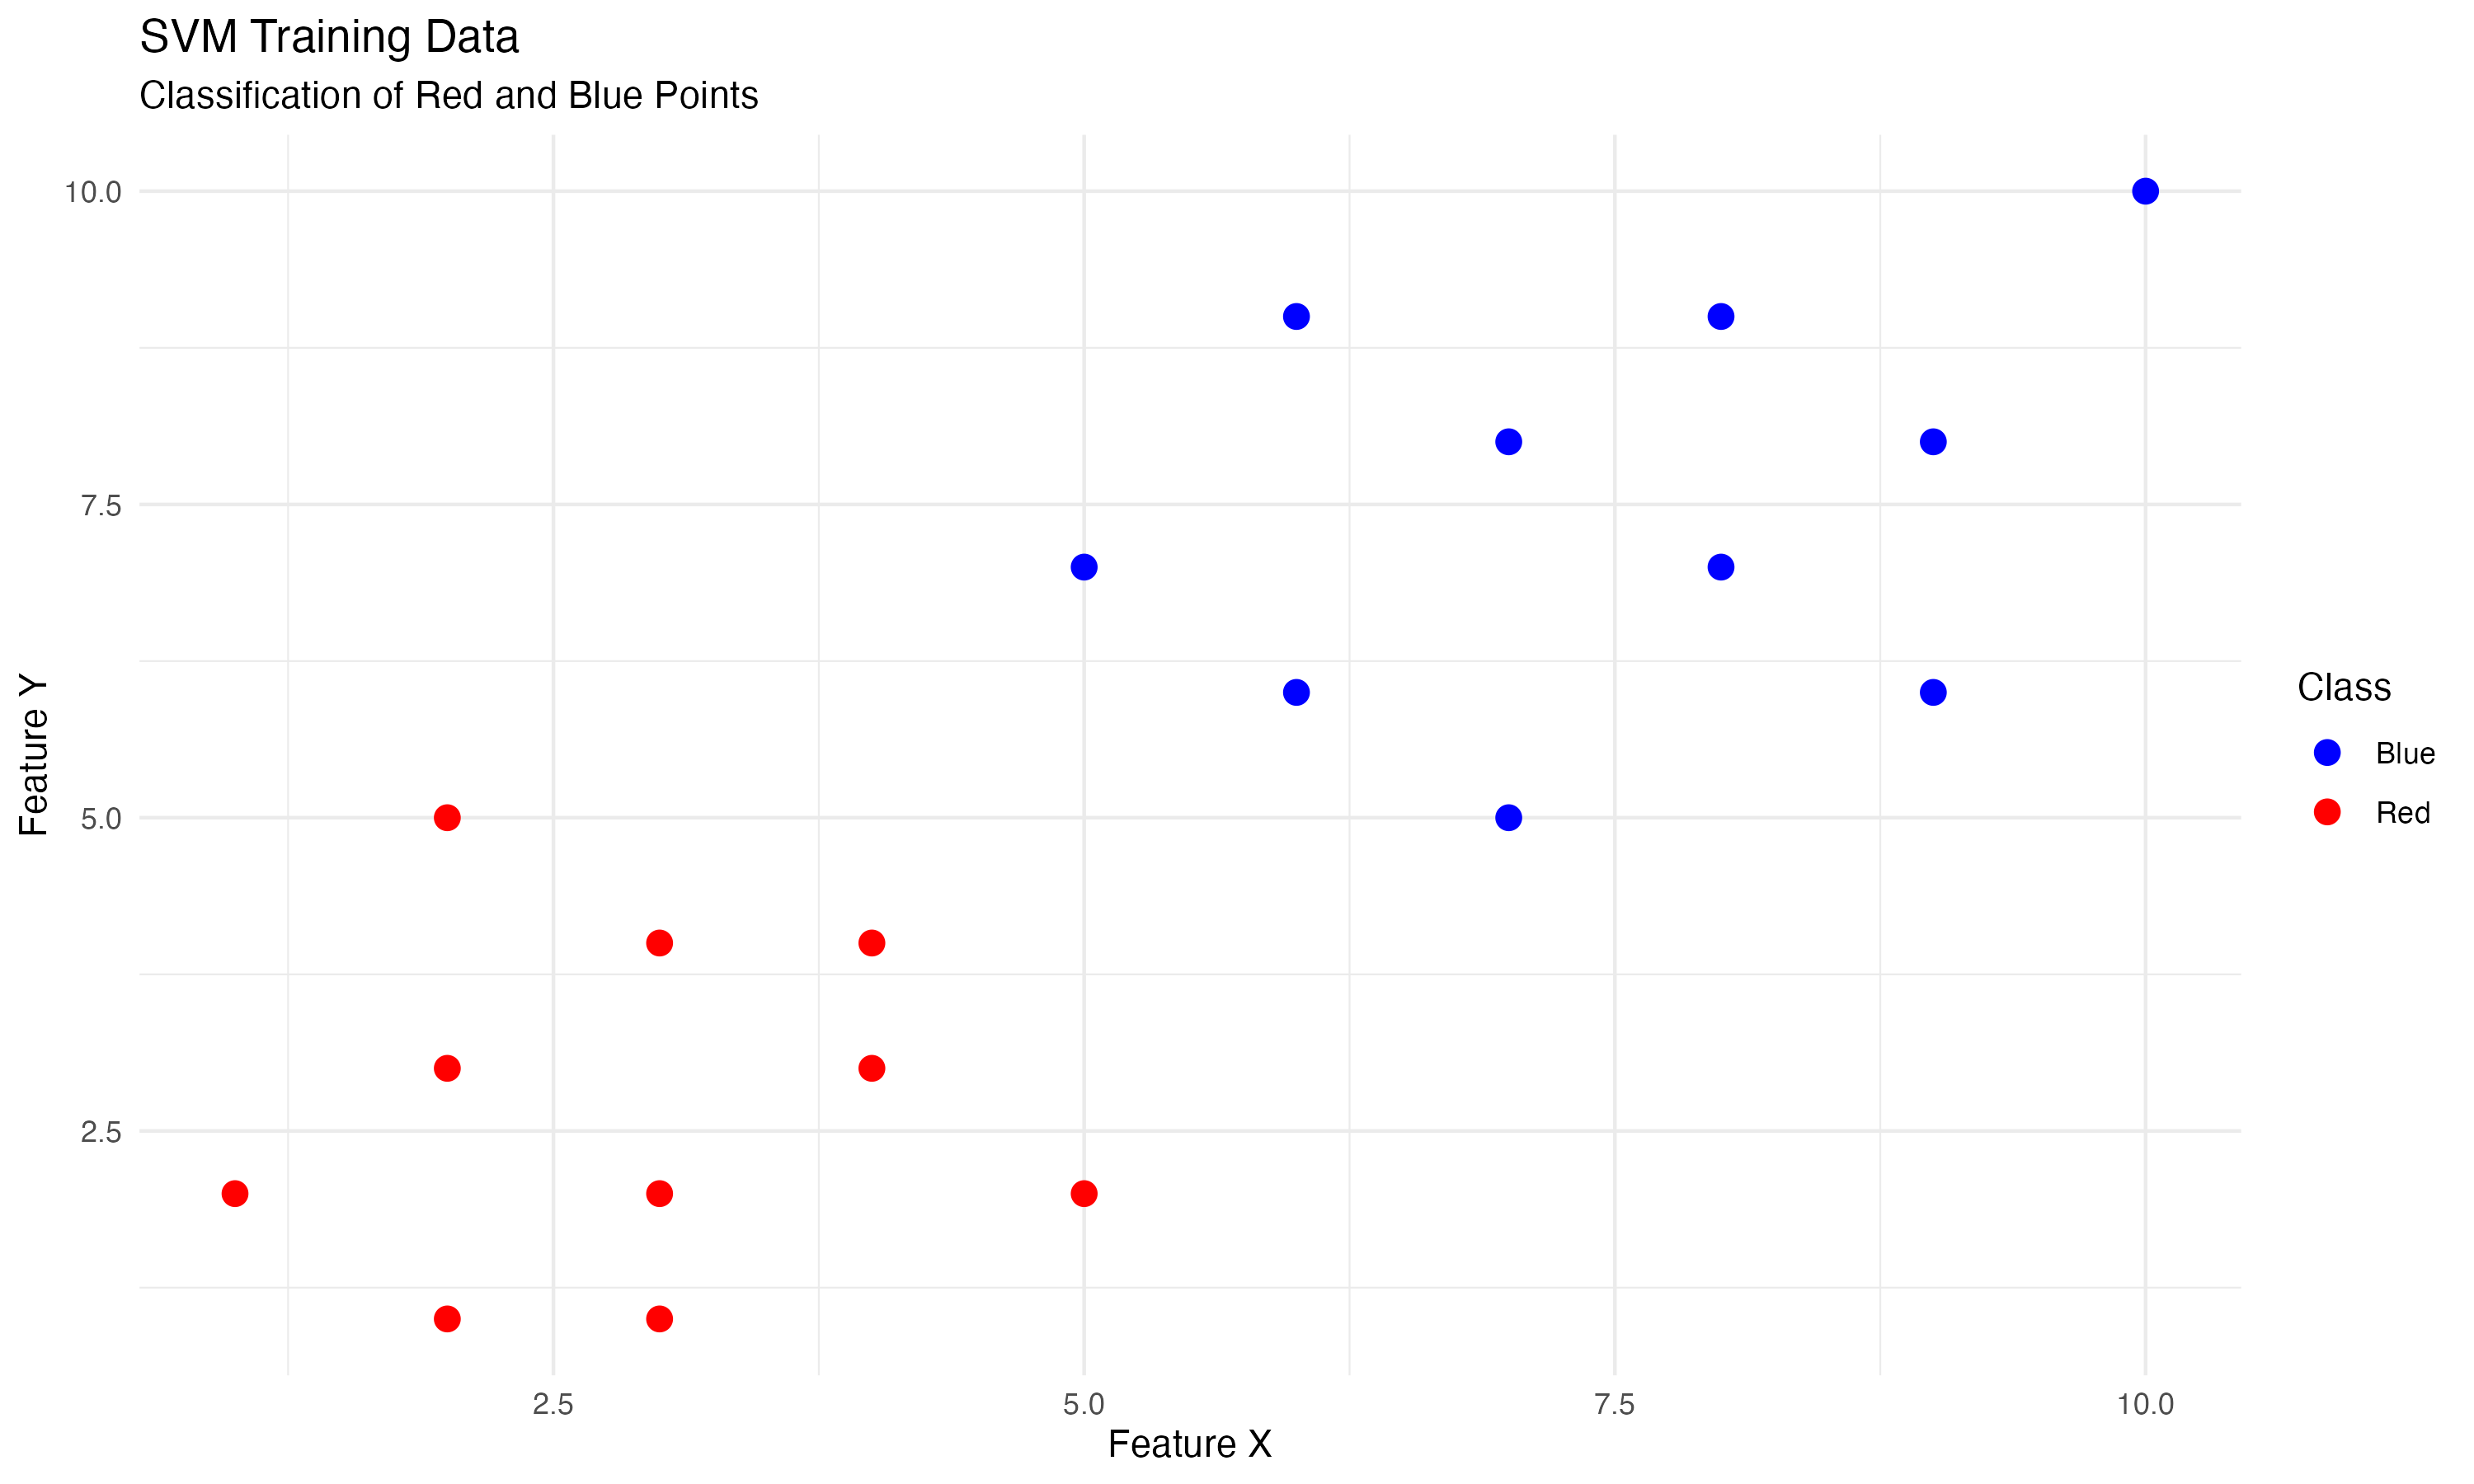 SVM Training Data
Classification of Red and Blue Points
10.0
7.5
5.0
2.5
Feature Y
2.5
5.0
7.5
10.0
Feature X
Class
Blue
Red